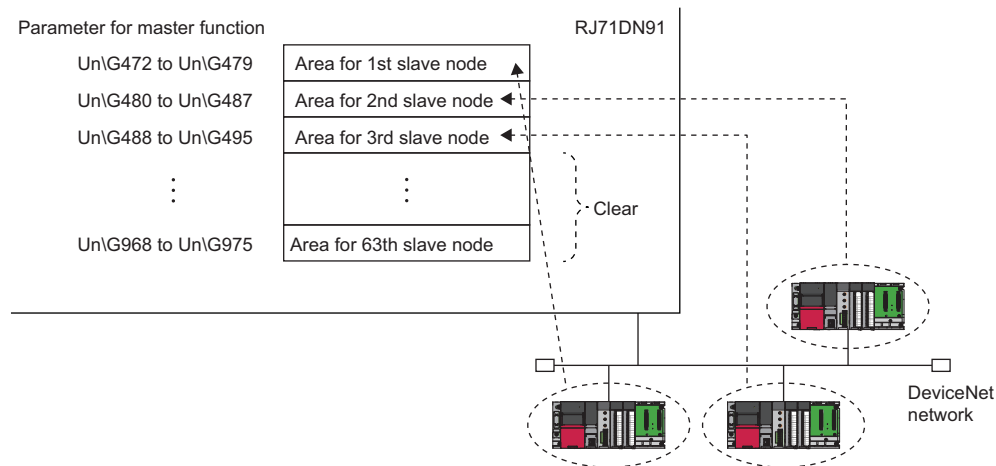 Parameter for master function
RJ71DN91
Un\G472 to Un\G479
Area for 1st slave node
Un\G480 to Un\G487
Area for 2nd slave node
Un\G488 to Un\G495
Area for 3rd slave node
Clear
Un\G968 to Un\G975
Area for 63th slave node
DeviceNet
network